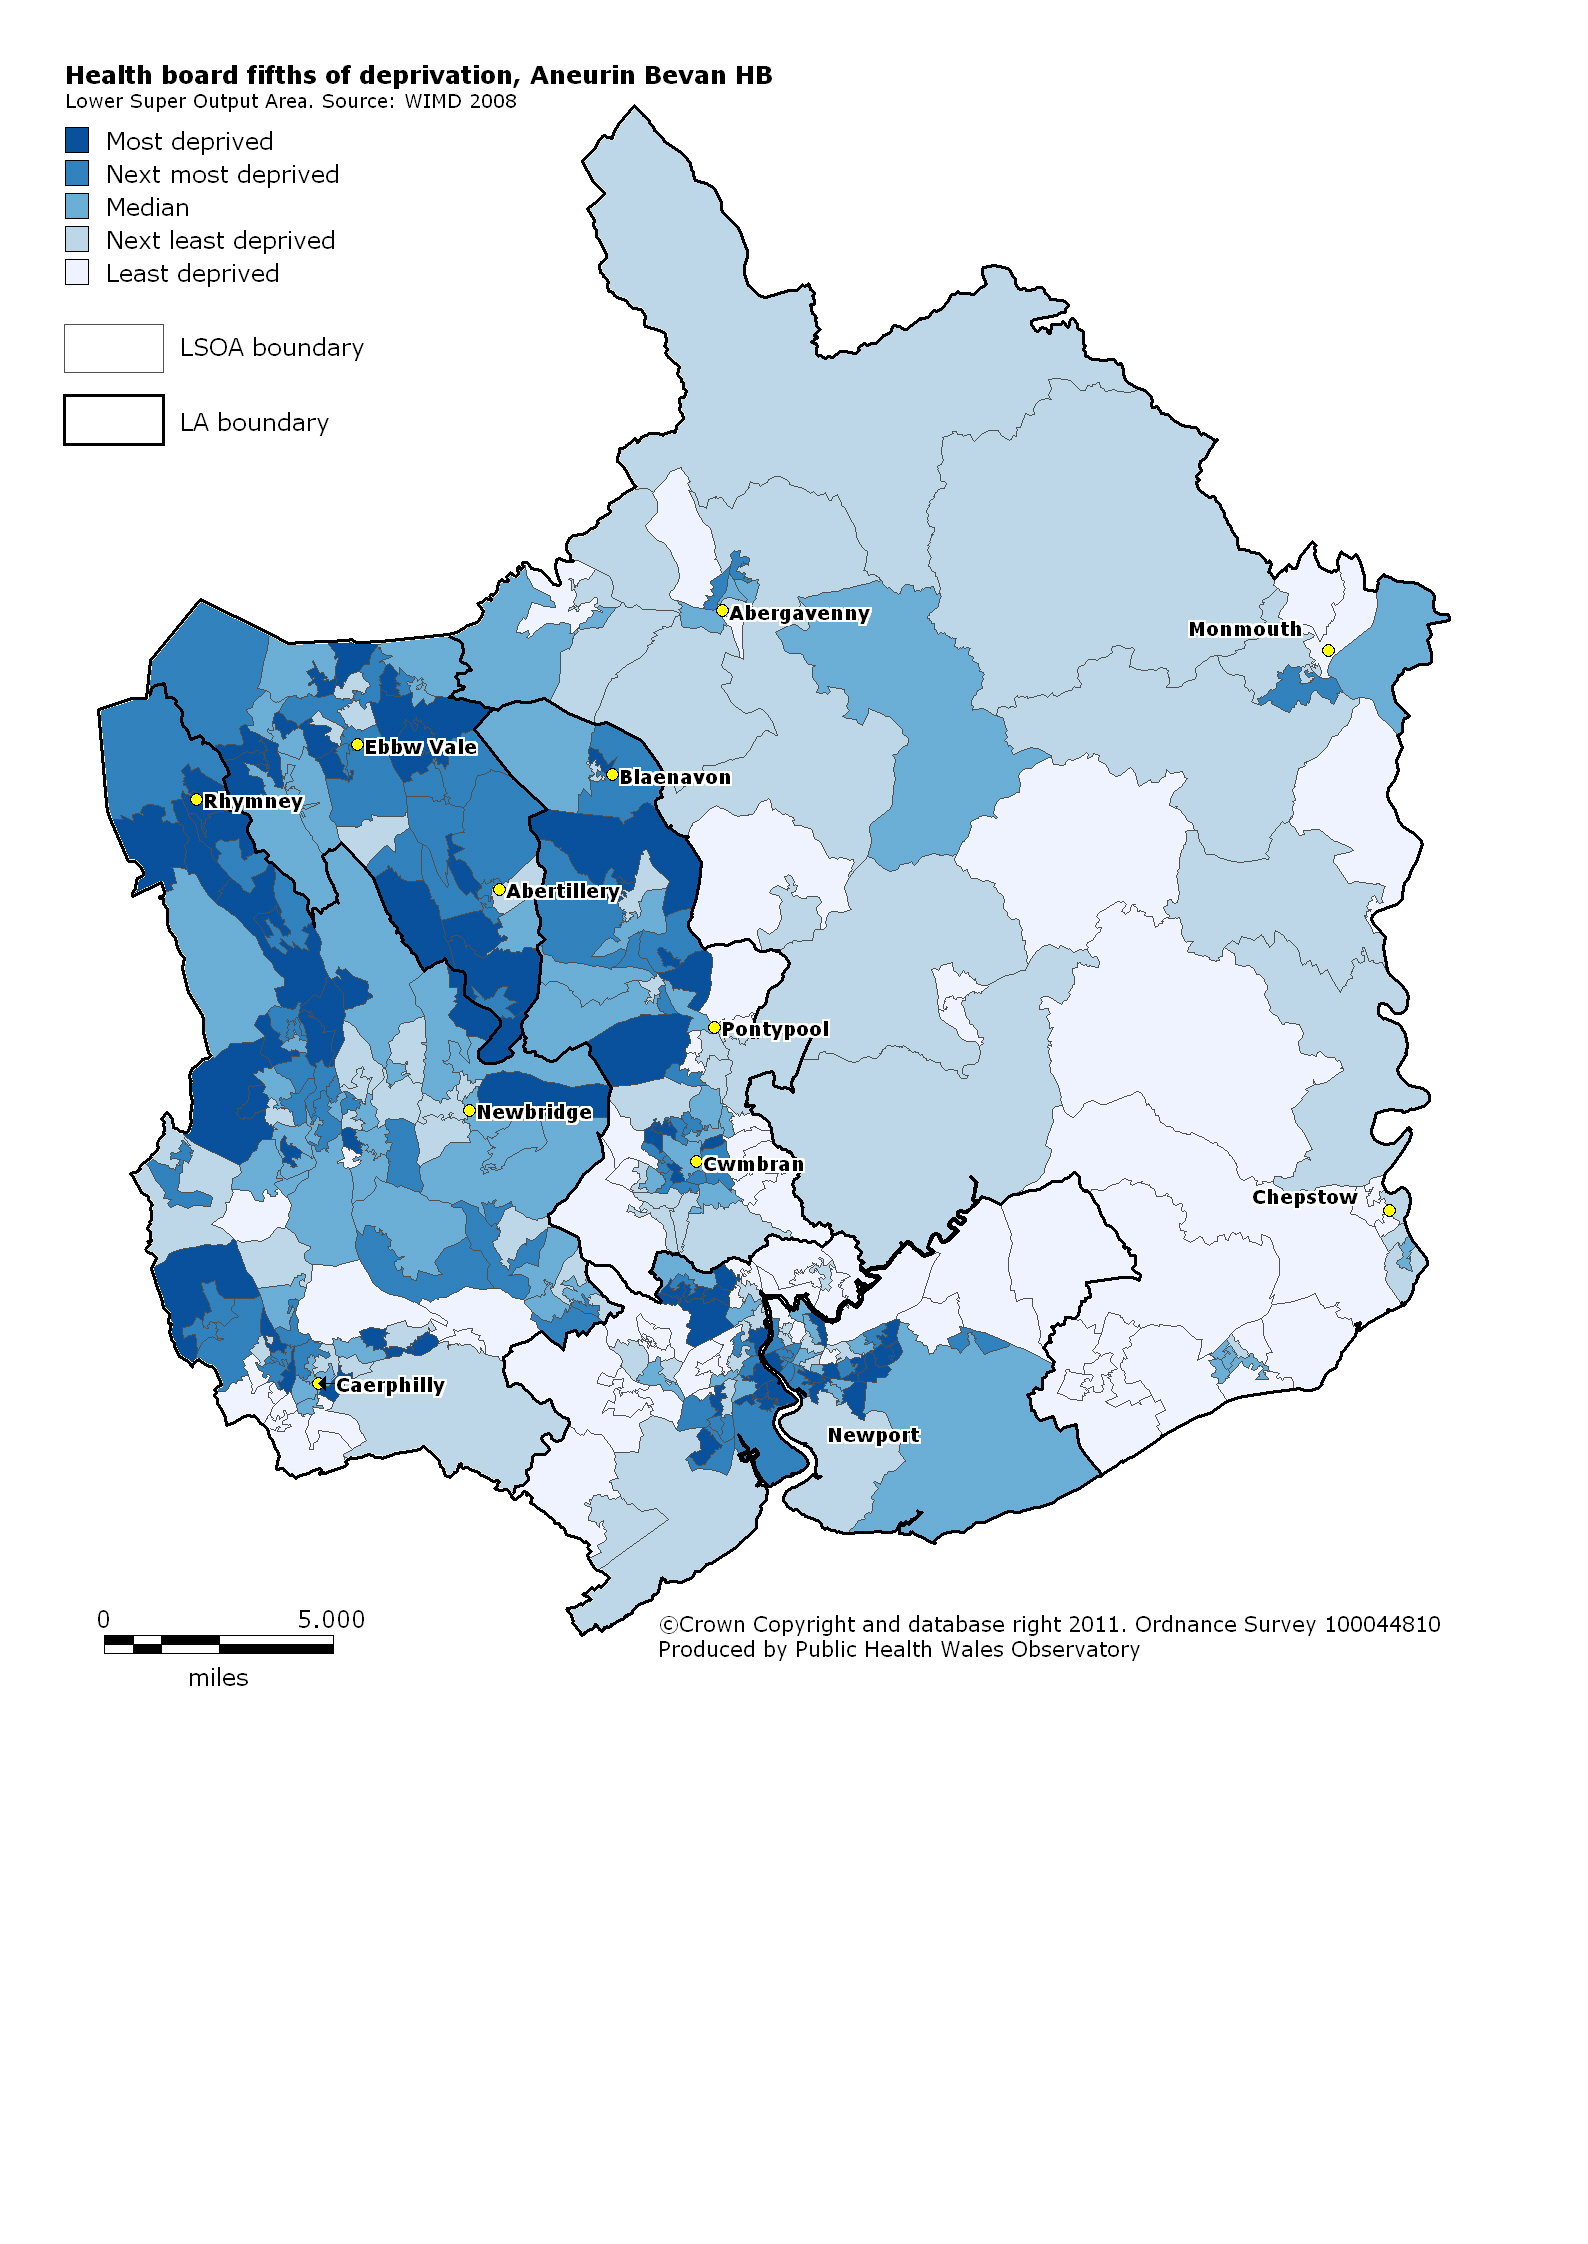 Health board fifths of deprivation, Aneurin Bevan HB
Lower Super Output Area. Source: WIMD 2008
Most deprived
Next most deprived
Median
Next least deprived
Least deprived
LSOA boundary
LA boundary
Abergavenny
Monmouth
Ebbw Vale
Blaenavon
Rhymney
Abertillery
Pontypool
Newbridge
Cwmbran
Chepstow
Caerphilly
Newport
0 5.000
miles
©Crown Copyright and database right 2011. Ordnance Survey 100044810
Produced by Public Health Wales Observatory